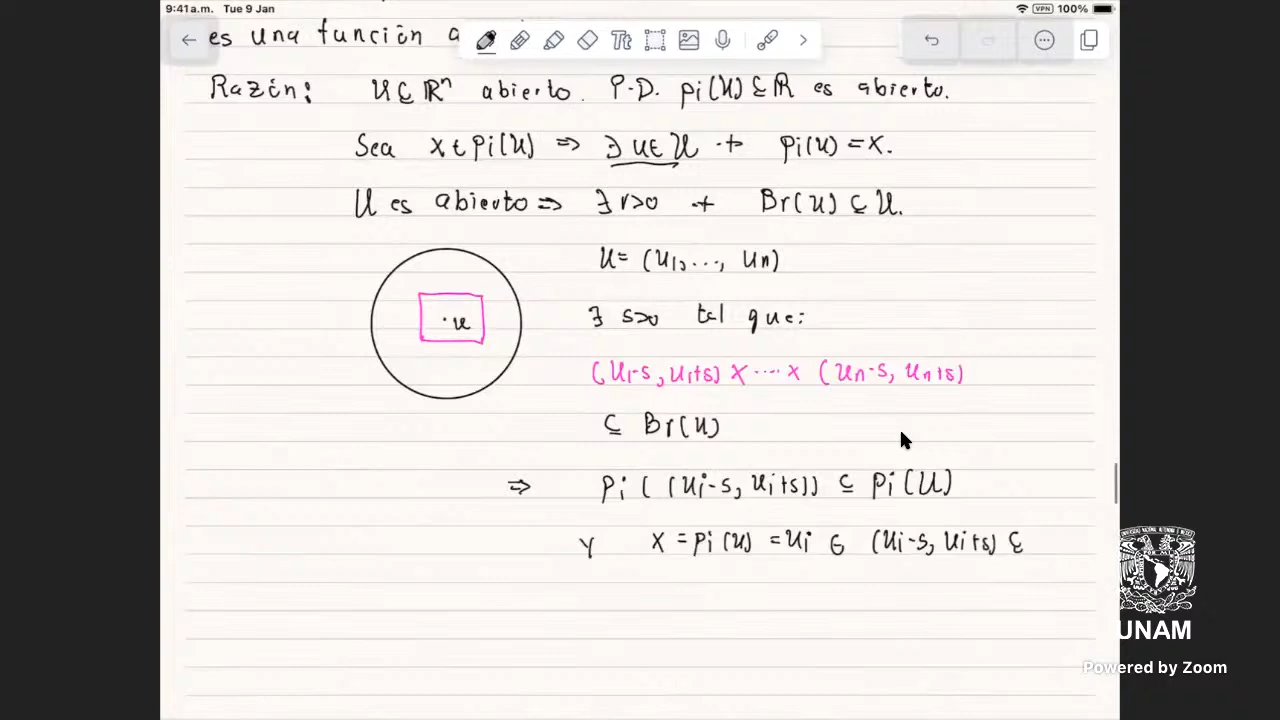 9:41a.m. Tue 9 Jan
VPN 100%
es una función a
Tt
Razón: U⊆ℝⁿ abierto. P.D. pi(U)⊆ℝ es abierto.
Sea x∈pi(U) ⇒ ∃ u∈U + pi(u) = x.
U es abierto ⇒ ∃ r>0 + Br(u) ⊆ U.
u = (u1,..., un)
∃ s>0 tal que:
·u
(u1-s, u1+s) x ···· x (un-s, un+s)
⊆ Br(u)
⇒ pi ( (ui-s, ui+s)) ⊆ pi(U)
y x = pi(u) = ui ∈ (ui-s, ui+s) ⊆
UNAM
Powered by Zoom